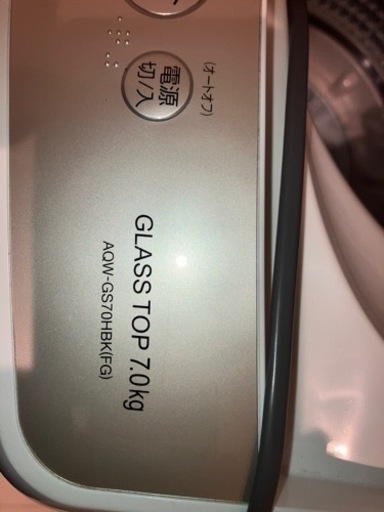 (オートオフ)
電源
切/入
GLASS TOP 7.0kg
AQW-GS70HBK(FG)